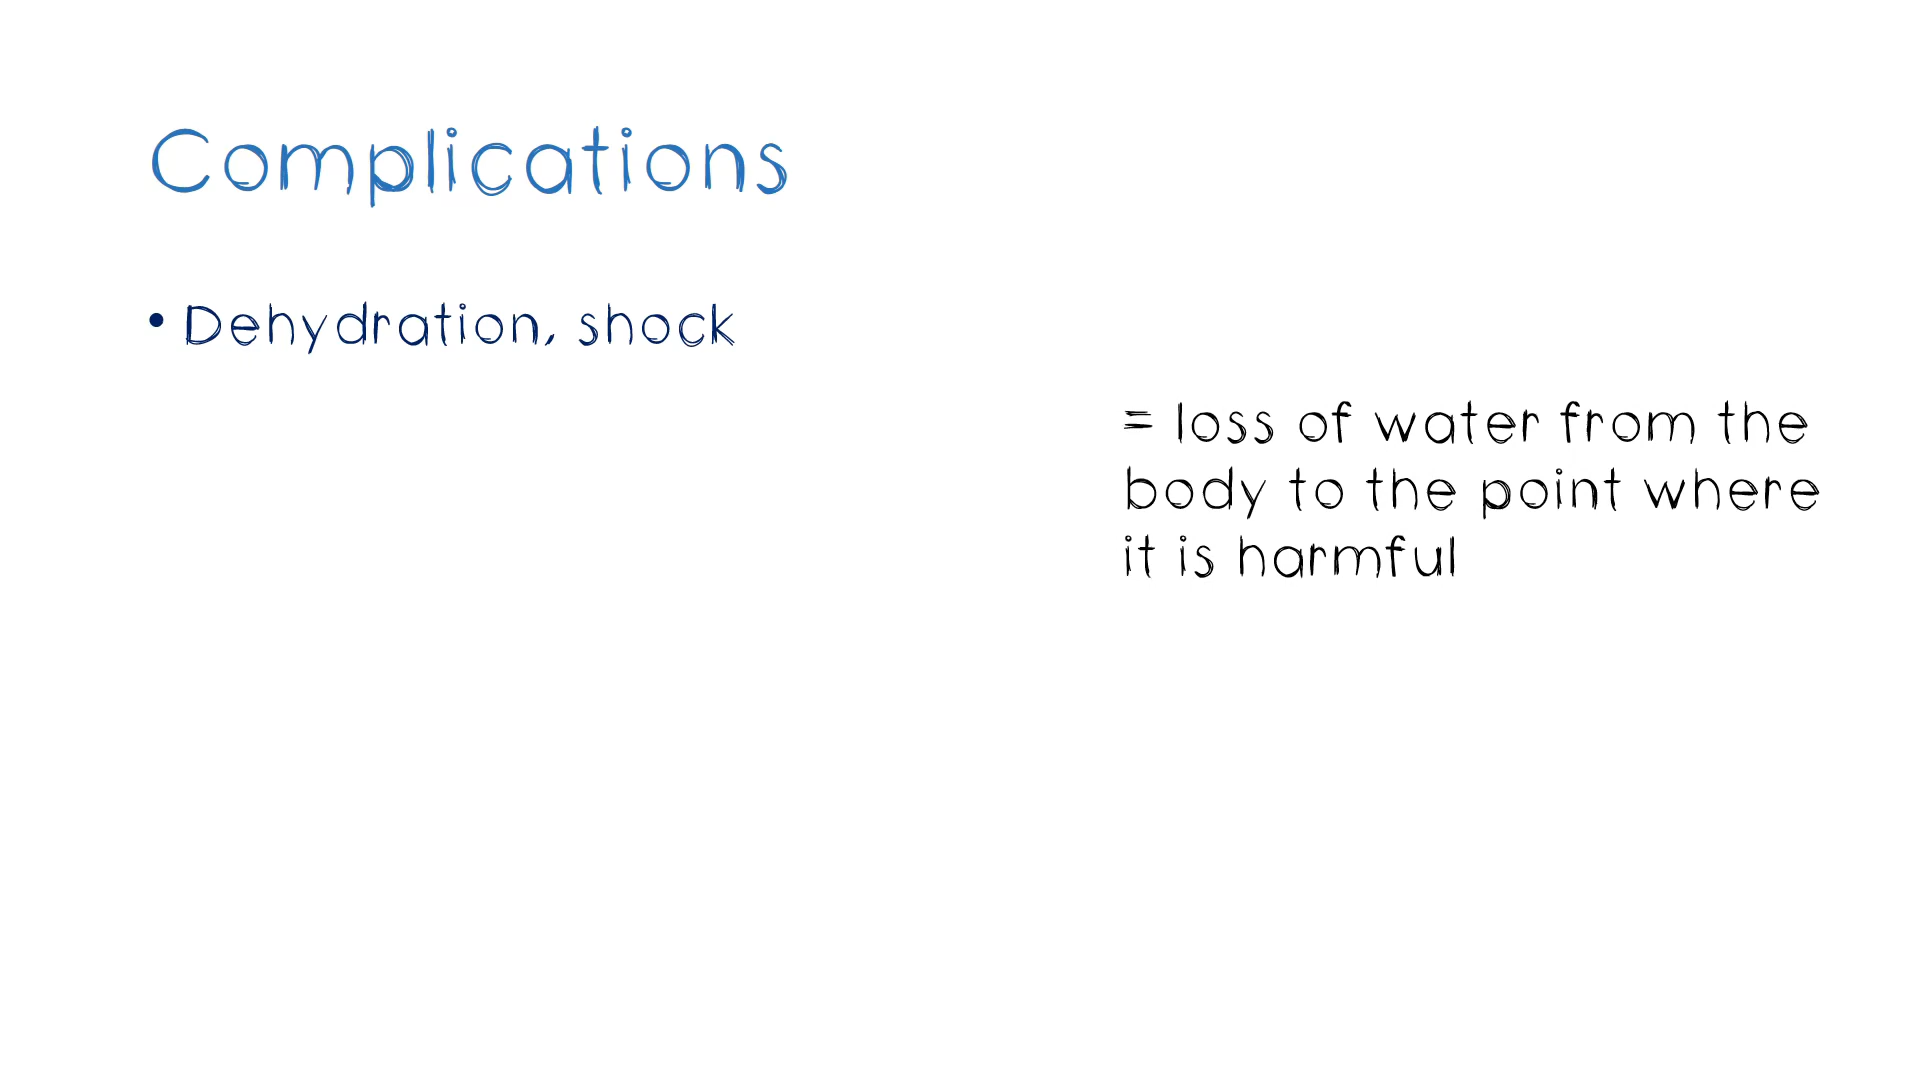 Complications
• Dehydration, shock
= loss of water from the
body to the point where
it is harmful